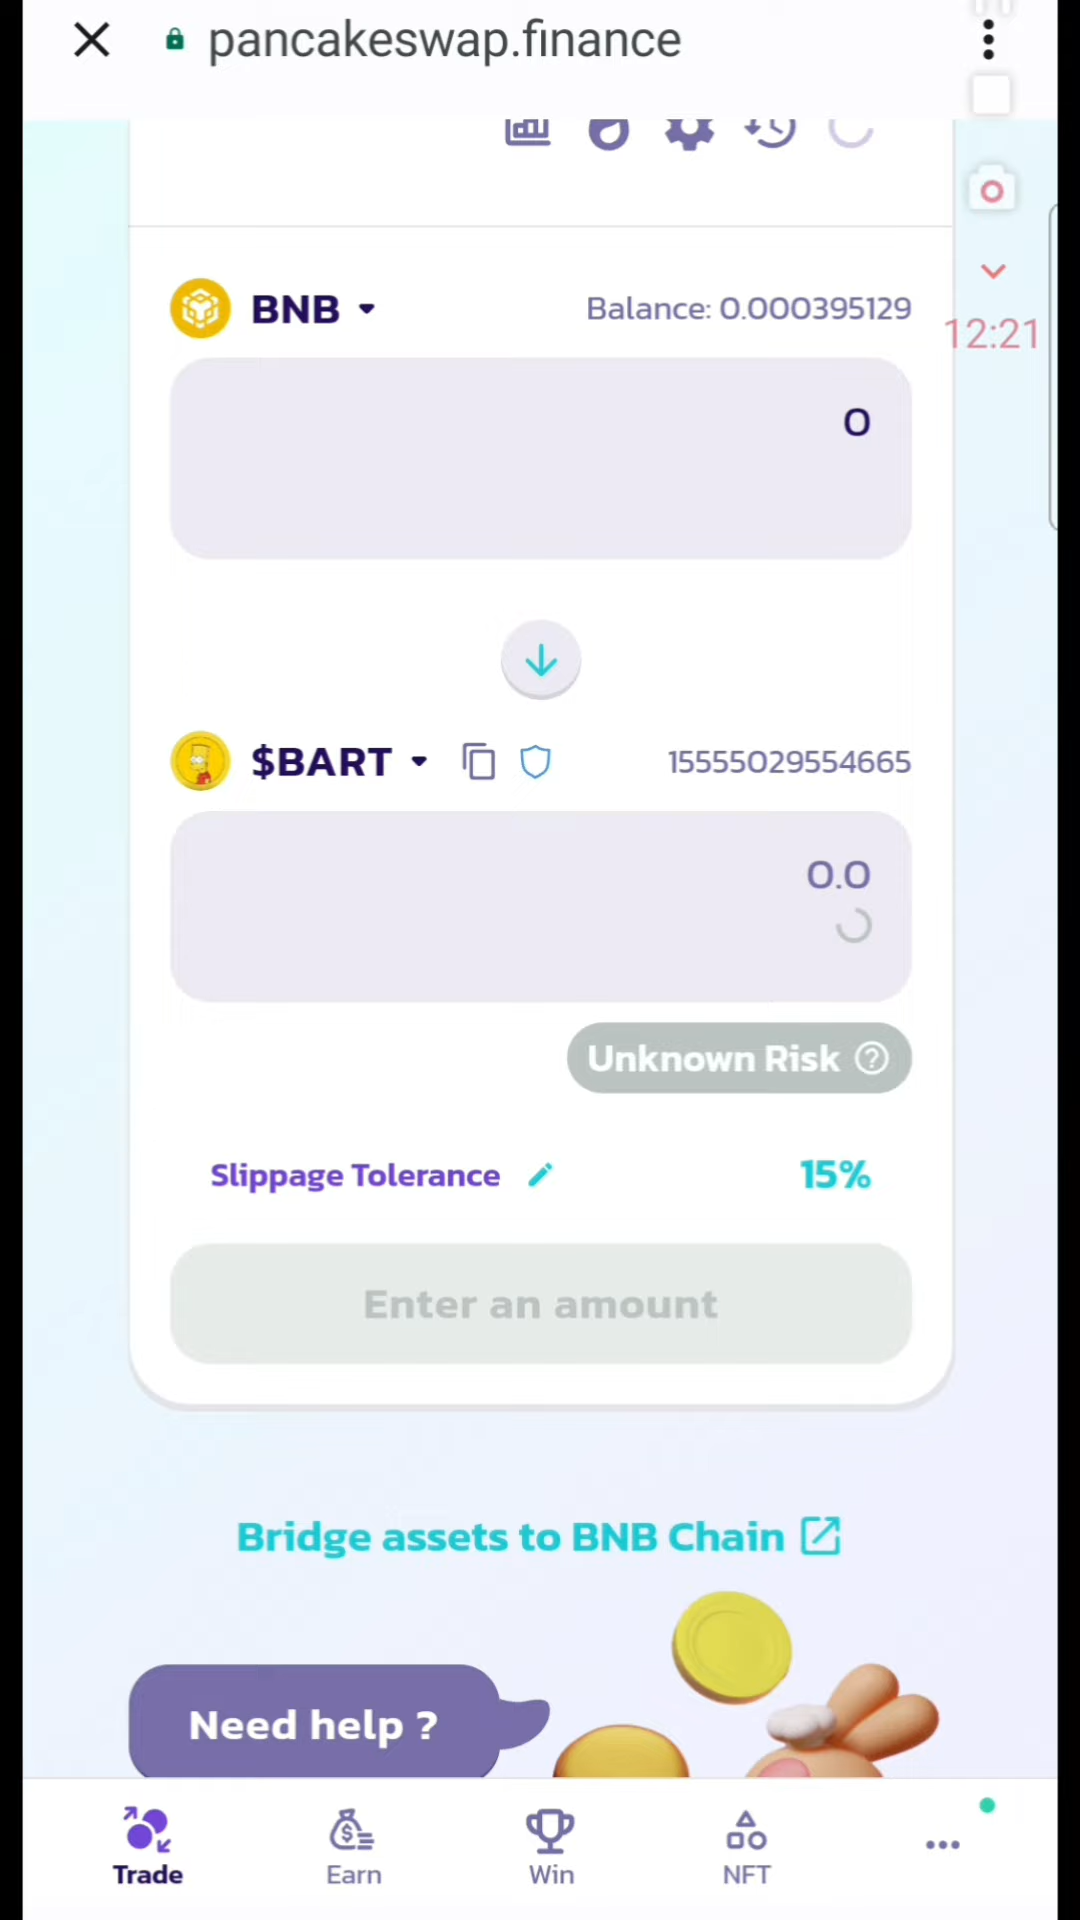 pancakeswap.finance
BNB
Balance: 0.000395129
12:21
0
$BART
15555029554665
0.0
Unknown Risk
Slippage Tolerance
15%
Enter an amount
Bridge assets to BNB Chain
Need help ?
Trade
Earn
Win
NFT